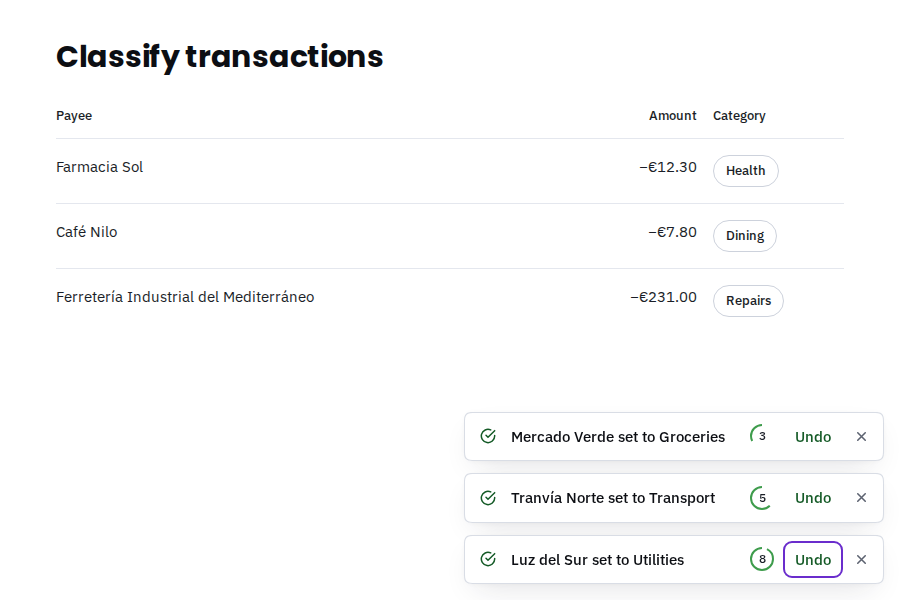 Classify transactions
Payee Amount Category
Farmacia Sol −€12.30 Health
Café Nilo −€7.80 Dining
Ferretería Industrial del Mediterráneo −€231.00 Repairs
Mercado Verde set to Groceries 3 Undo
Tranvía Norte set to Transport 5 Undo
Luz del Sur set to Utilities 8 Undo